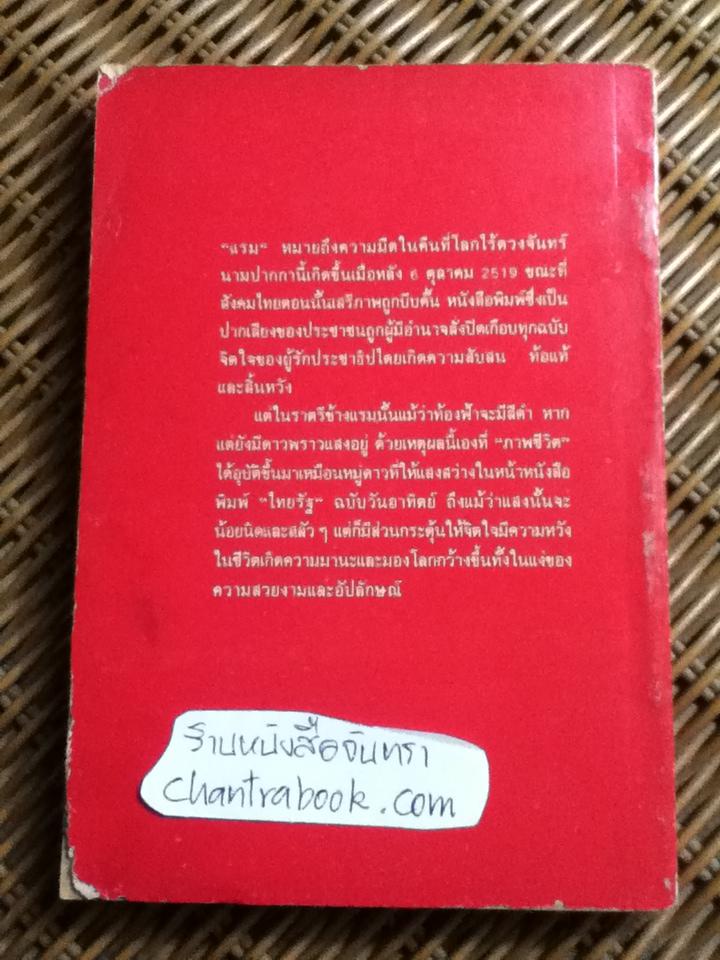 "แรม" หมายถึงความมืดในคืนที่โลกไร้ดวงจันทร์
นามปากกานี้เกิดขึ้นเมื่อหลัง 6 ตุลาคม 2519 ขณะที่
สังคมไทยตอนนั้นเสรีภาพถูกบีบคั้น หนังสือพิมพ์ซึ่งเป็น
ปากเสียงของประชาชนถูกผู้มีอำนาจสั่งปิดเกือบทุกฉบับ
จิตใจของผู้รักประชาธิปไตยเกิดความสับสน ท้อแท้
และสิ้นหวัง
แต่ในราตรีข้างแรมนั้นแม้ว่าท้องฟ้าจะมีสีดำ หาก
แต่ยังมีดาวพราวแสงอยู่ ด้วยเหตุผลนี้เองที่ "ภาพชีวิต"
ได้อุบัติขึ้นมาเหมือนหมู่ดาวที่ให้แสงสว่างในหน้าหนังสือ
พิมพ์ "ไทยรัฐ" ฉบับวันอาทิตย์ ถึงแม้ว่าแสงนั้นจะ
น้อยนิดและสลัว ๆ แต่ก็มีส่วนกระตุ้นให้จิตใจมีความหวัง
ในชีวิตเกิดความมานะและมองโลกกว้างขึ้นทั้งในแง่ของ
ความสวยงามและอัปลักษณ์
ร้านหนังสือจันทรา
chantrabook.com